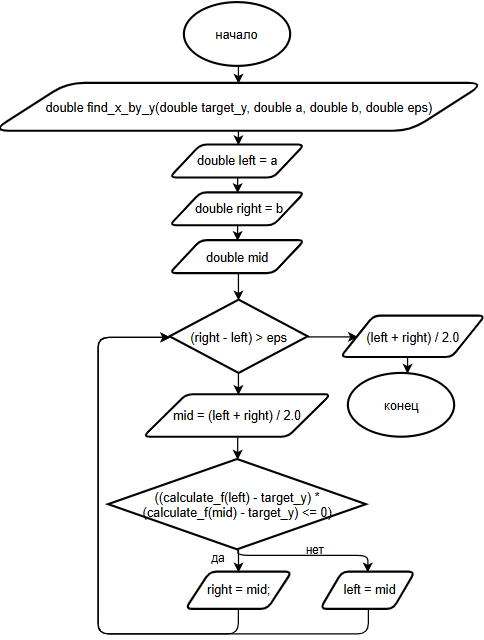 начало
double find_x_by_y(double target_y, double a, double b, double eps)
double left = a
double right = b
double mid
(right - left) > eps
(left + right) / 2.0
mid = (left + right) / 2.0
конец
((calculate_f(left) - target_y) *
(calculate_f(mid) - target_y) <= 0)
да
нет
right = mid;
left = mid